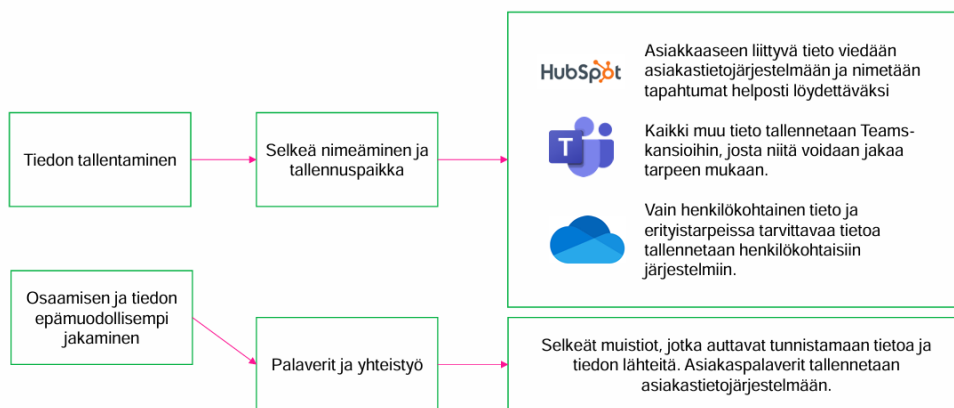 Tiedon tallentaminen
Selkeä nimeäminen ja
tallennuspaikka
HubSpot
Asiakkaaseen liittyvä tieto viedään
asiakastietojärjestelmään ja nimetään
tapahtumat helposti löydettäväksi
T
Kaikki muu tieto tallennetaan Teams-
kansioihin, josta niitä voidaan jakaa
tarpeen mukaan.
Vain henkilökohtainen tieto ja
erityistarpeissa tarvittavaa tietoa
tallennetaan henkilökohtaisiin
järjestelmiin.
Osaamisen ja tiedon
epämuodollisempi
jakaminen
Palaverit ja yhteistyö
Selkeät muistiot, jotka auttavat tunnistamaan tietoa ja
tiedon lähteitä. Asiakaspalaverit tallennetaan
asiakastietojärjestelmään.